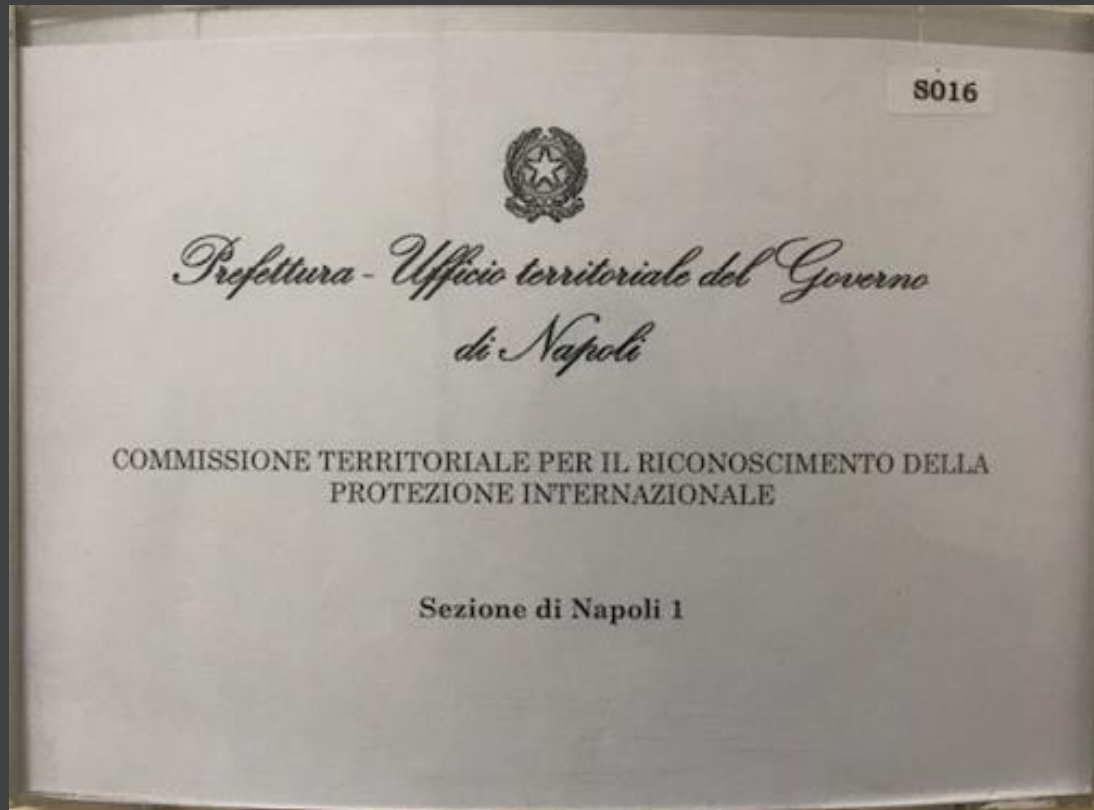 S016
Prefettura - Ufficio territoriale del Governo
di Napoli
COMMISSIONE TERRITORIALE PER IL RICONOSCIMENTO DELLA
PROTEZIONE INTERNAZIONALE
Sezione di Napoli 1